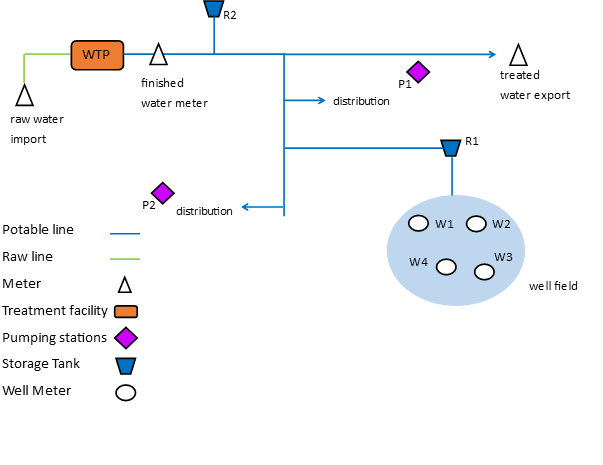 R2
WTP
finished
water meter
treated
water export
P1
raw water
import
distribution
R1
P2
distribution
W1
W2
W4
W3
well field
Potable line
Raw line
Meter
Treatment facility
Pumping stations
Storage Tank
Well Meter